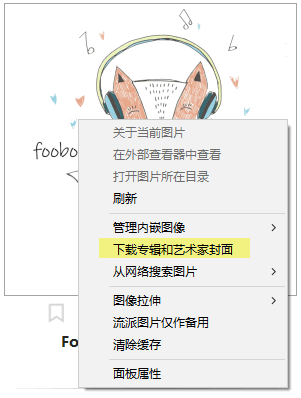 foobo
关于当前图片
在外部查看器中查看
打开图片所在目录
刷新
管理内嵌图像
下载专辑和艺术家封面
从网络搜索图片
图像拉伸
流派图片仅作备用
清除缓存
面板属性
Fo